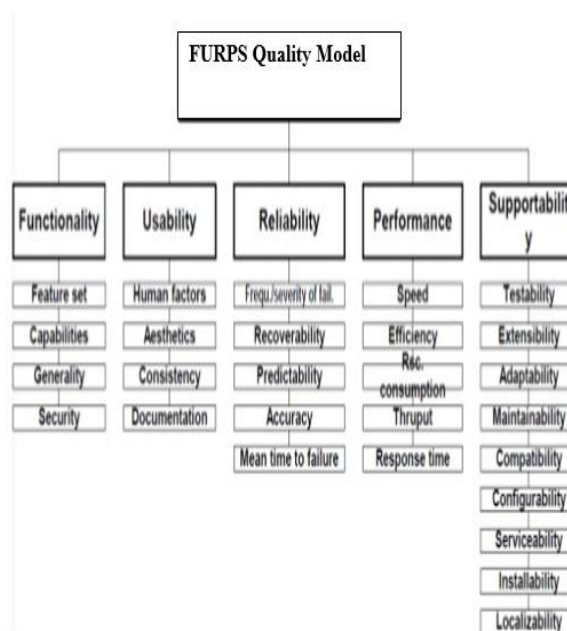 FURPS Quality Model
Functionality
Usability
Reliability
Performance
Supportabilit
y
Feature set
Capabilities
Generality
Security
Human factors
Aesthetics
Consistency
Documentation
Frequ./severity of fail.
Recoverability
Predictability
Accuracy
Mean time to failure
Speed
Efficiency
Rsc.
consumption
Thruput
Response time
Testability
Extensibility
Adaptability
Maintainability
Compatibility
Configurability
Serviceability
Installability
Localizability